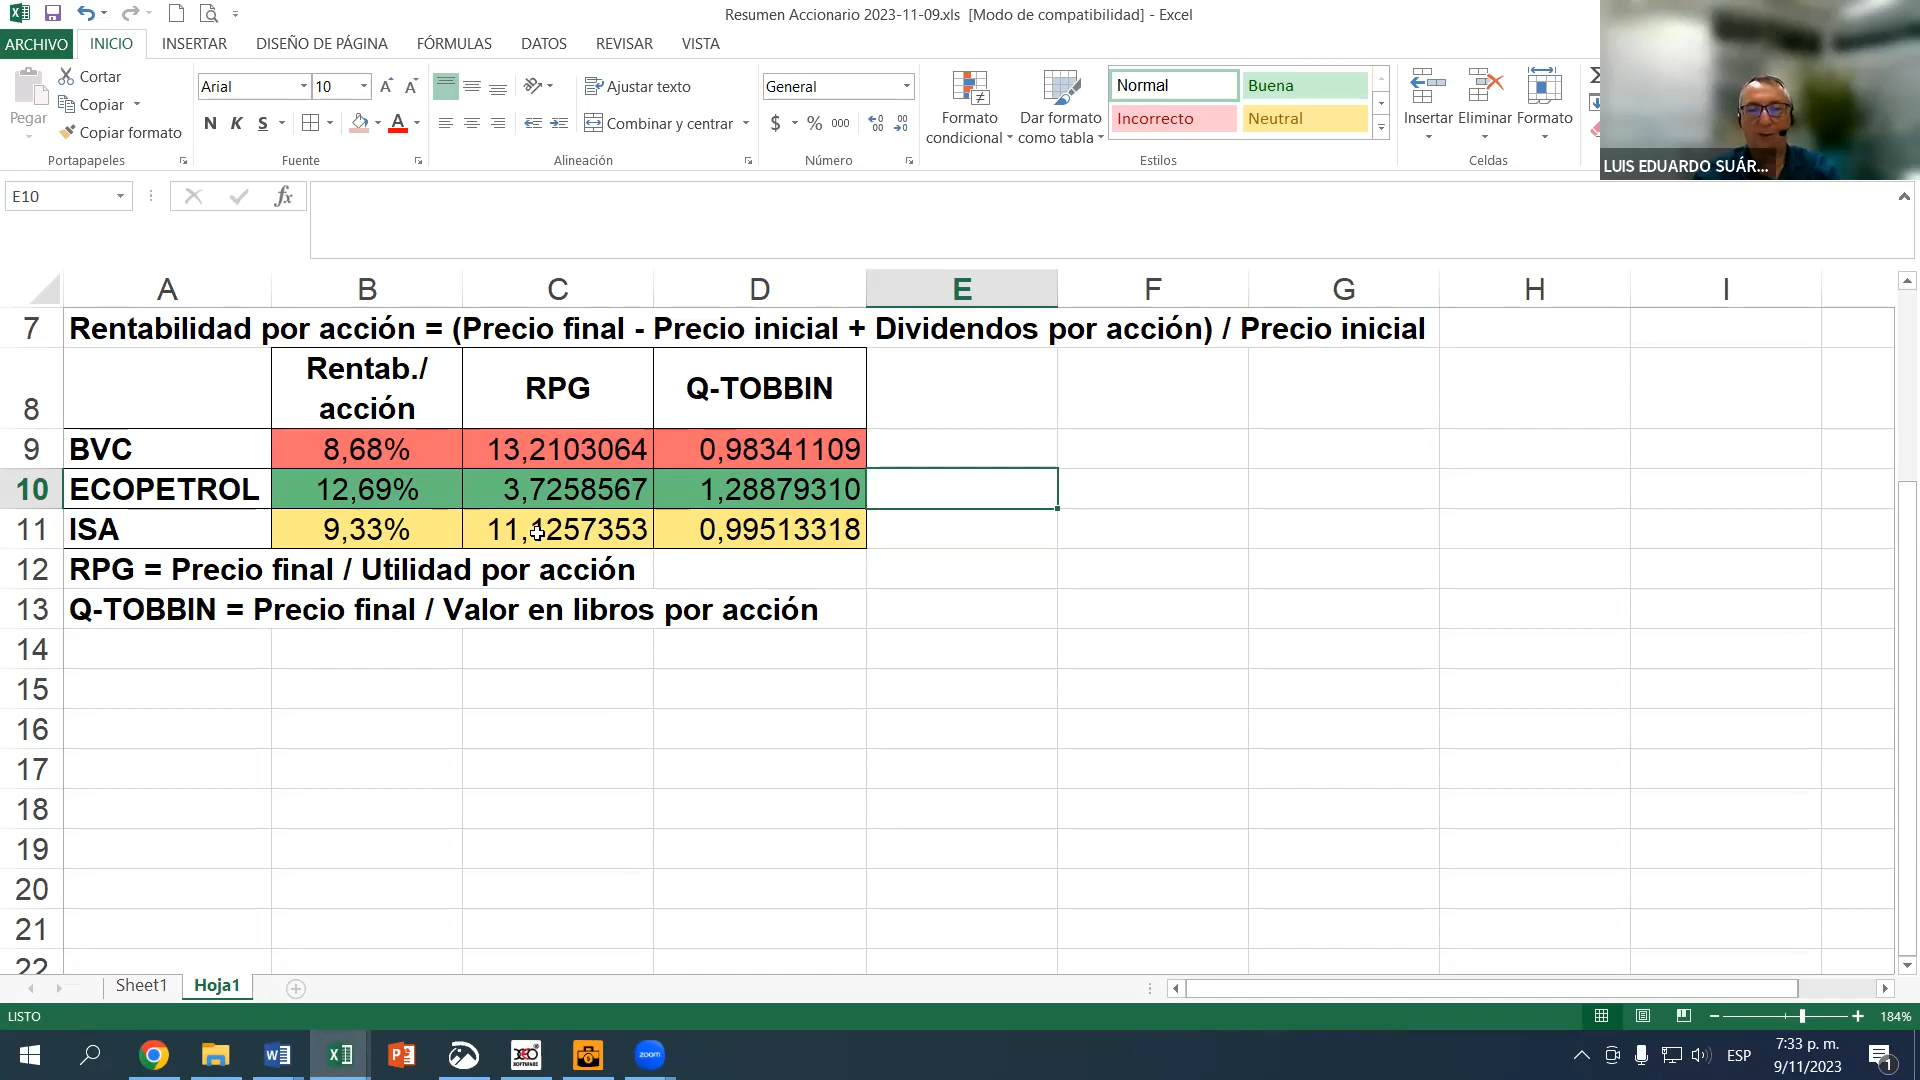 Resumen Accionario 2023-11-09.xls [Modo de compatibilidad] - Excel
ARCHIVO INICIO INSERTAR DISEÑO DE PÁGINA FÓRMULAS DATOS REVISAR VISTA
Pegar
Cortar
Copiar
Copiar formato
Portapapeles
Arial 10
N K S
Fuente
Ajustar texto
Combinar y centrar
Alineación
General
$ % 000
Número
Formato condicional
Dar formato como tabla
Normal Buena
Incorrecto Neutral
Estilos
Insertar Eliminar Formato
Celdas
LUIS EDUARDO SUÁR...
E10 fx
A B C D E F G H I
7 Rentabilidad por acción = (Precio final - Precio inicial + Dividendos por acción) / Precio inicial
8 Rentab./ acción RPG Q-TOBBIN
9 BVC 8,68% 13,2103064 0,98341109
10 ECOPETROL 12,69% 3,7258567 1,28879310
11 ISA 9,33% 11,1257353 0,99513318
12 RPG = Precio final / Utilidad por acción
13 Q-TOBBIN = Precio final / Valor en libros por acción
14
15
16
17
18
19
20
21
22
Sheet1 Hoja1
LISTO 184%
zoom
ESP
7:33 p. m.
9/11/2023
1